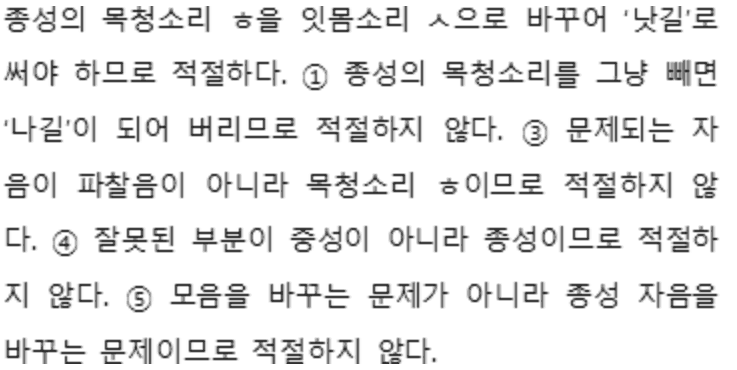 종성의 목청소리 ㅎ을 잇몸소리 ㅅ으로 바꾸어 ‘낫길’로
써야 하므로 적절하다. ① 종성의 목청소리를 그냥 빼면
‘나길’이 되어 버리므로 적절하지 않다. ③ 문제되는 자
음이 파찰음이 아니라 목청소리 ㅎ이므로 적절하지 않
다. ④ 잘못된 부분이 중성이 아니라 종성이므로 적절하
지 않다. ⑤ 모음을 바꾸는 문제가 아니라 종성 자음을
바꾸는 문제이므로 적절하지 않다.